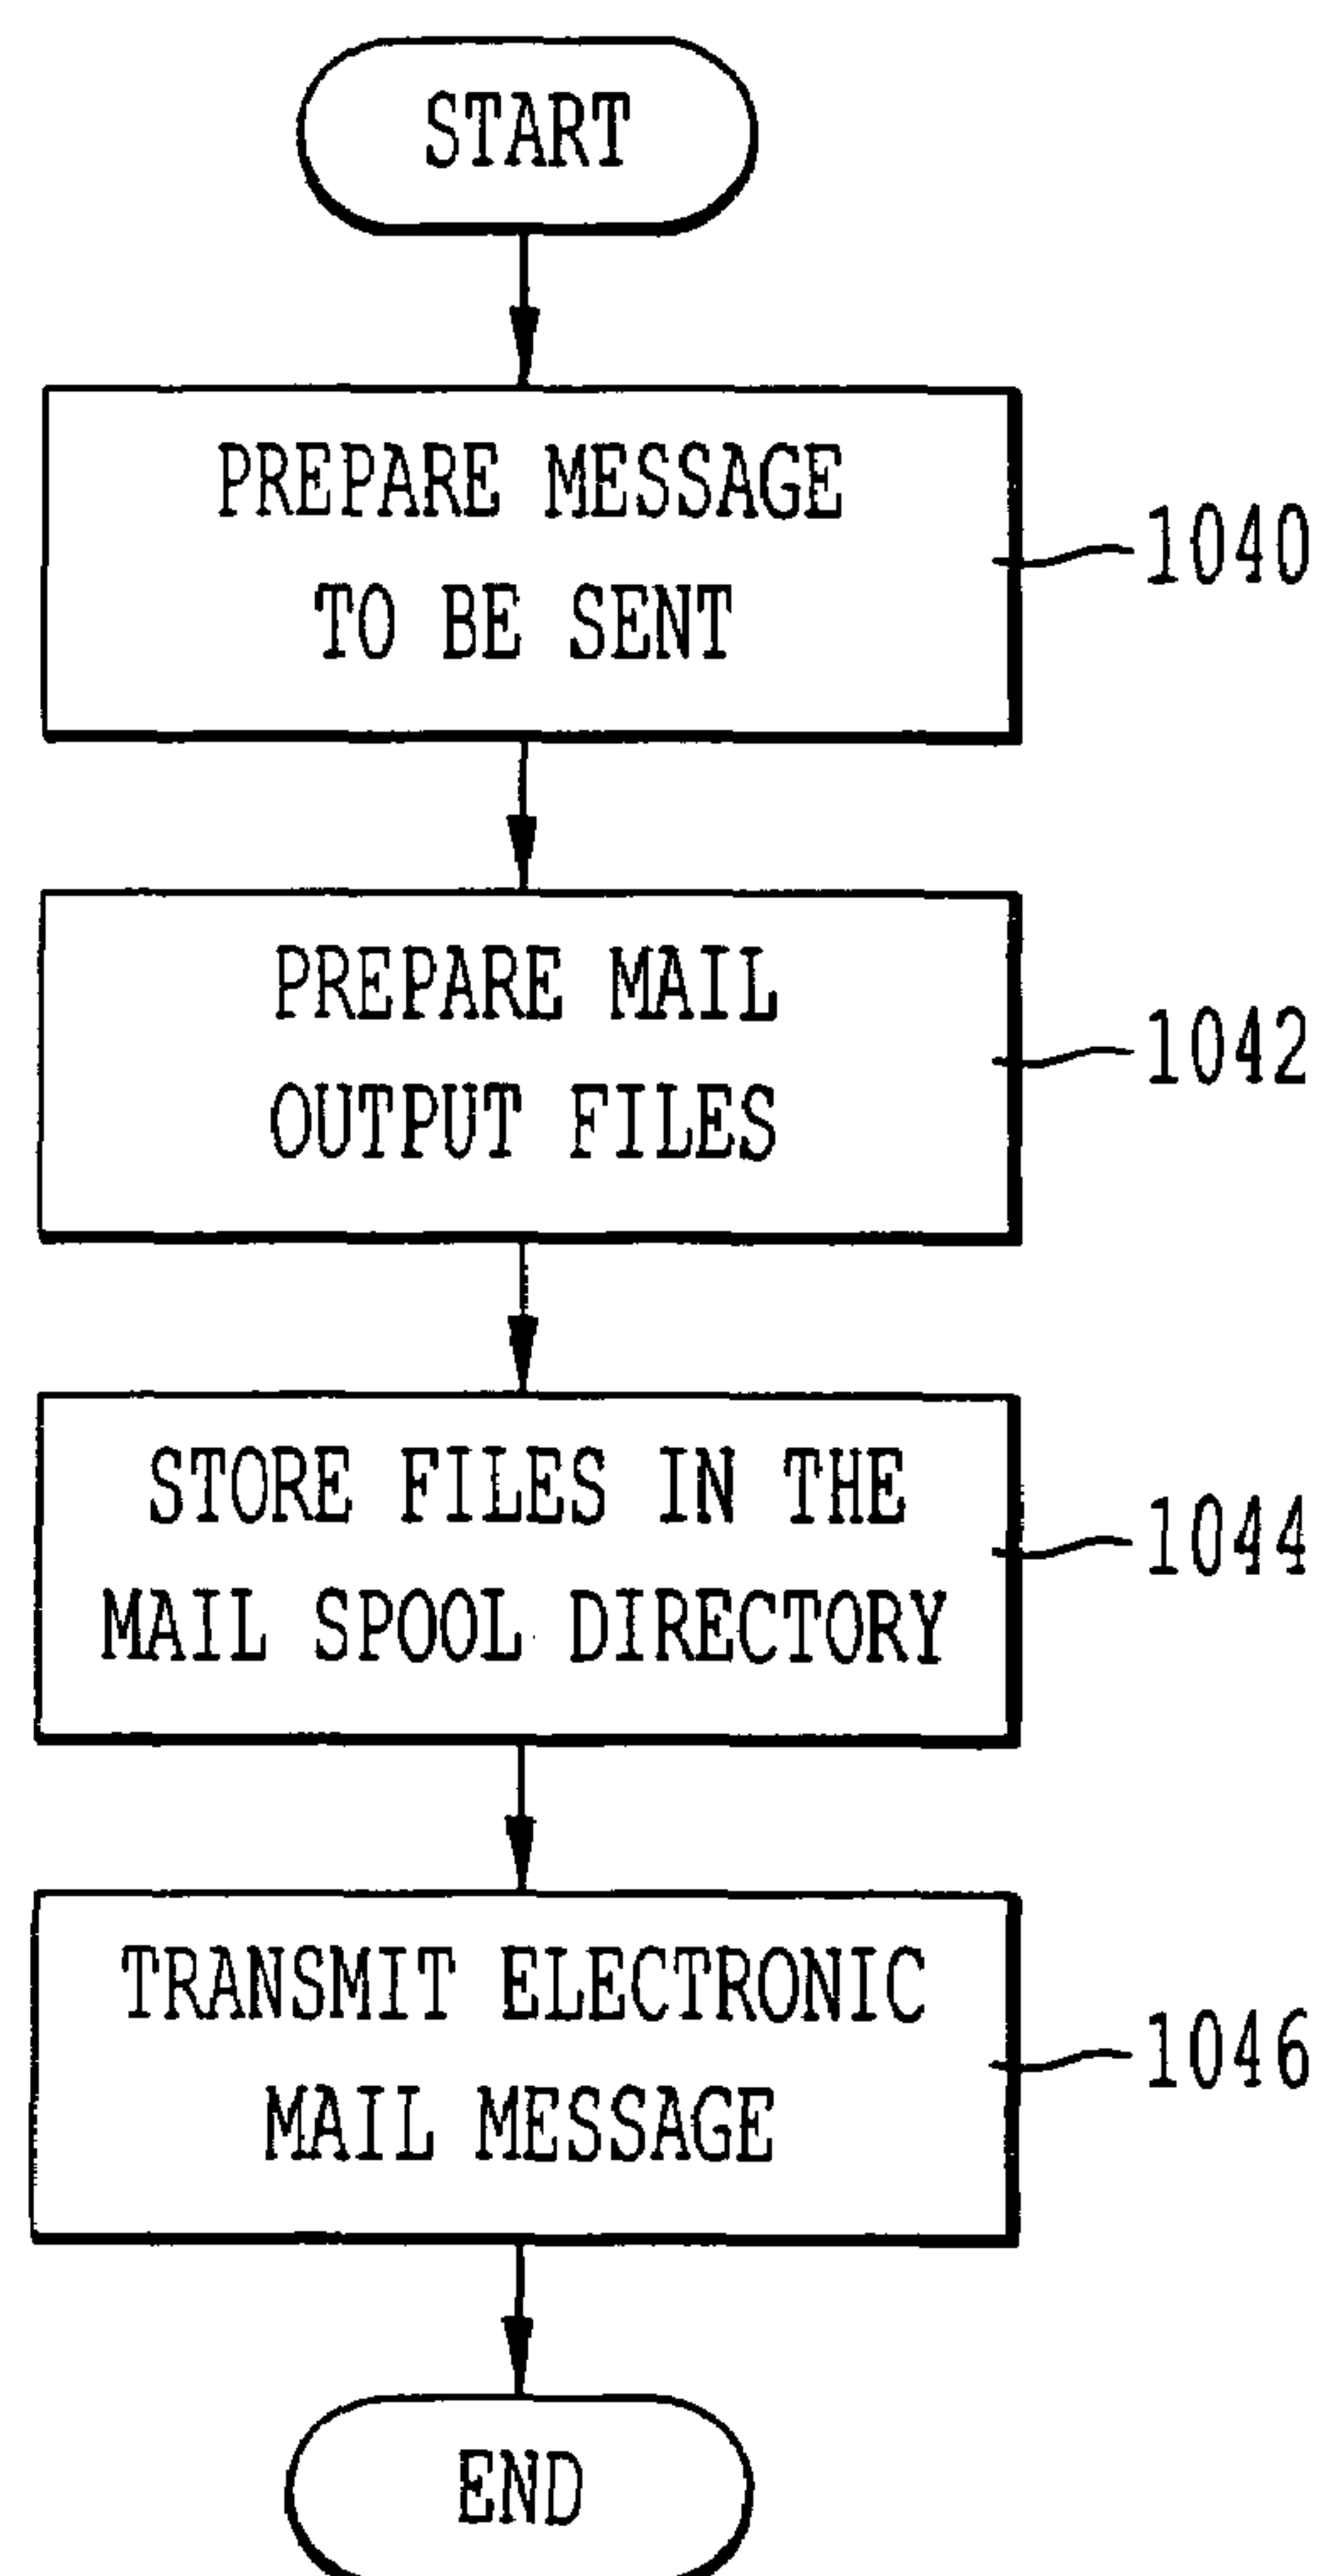 START
PREPARE MESSAGE
TO BE SENT
1040
PREPARE MAIL
OUTPUT FILES
1042
STORE FILES IN THE
MAIL SPOOL DIRECTORY
1044
TRANSMIT ELECTRONIC
MAIL MESSAGE
1046
END